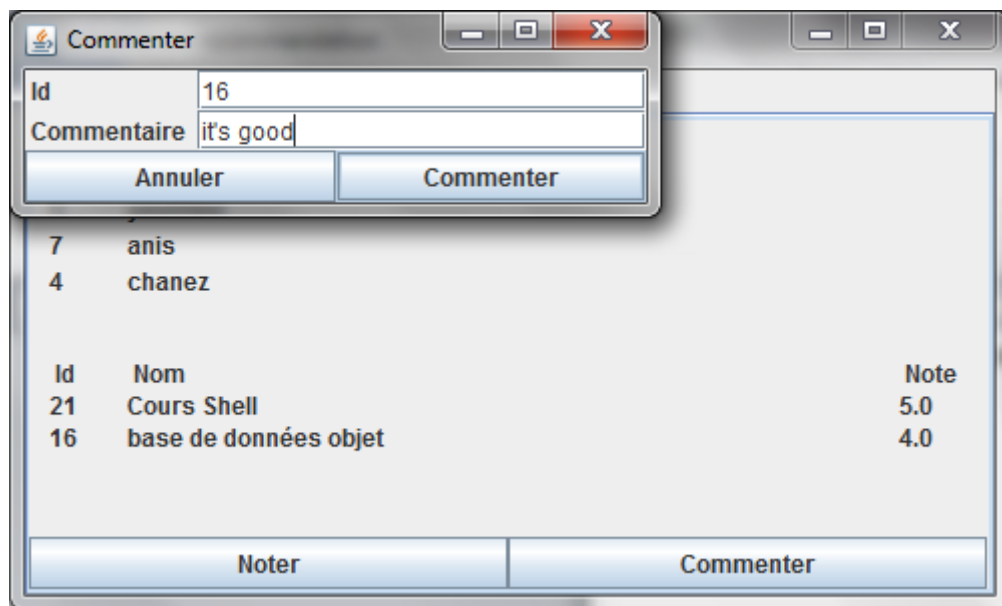 Commenter
Id 16
Commentaire it's good
Annuler Commenter
7 anis
4 chanez
Id Nom Note
21 Cours Shell 5.0
16 base de données objet 4.0
Noter Commenter